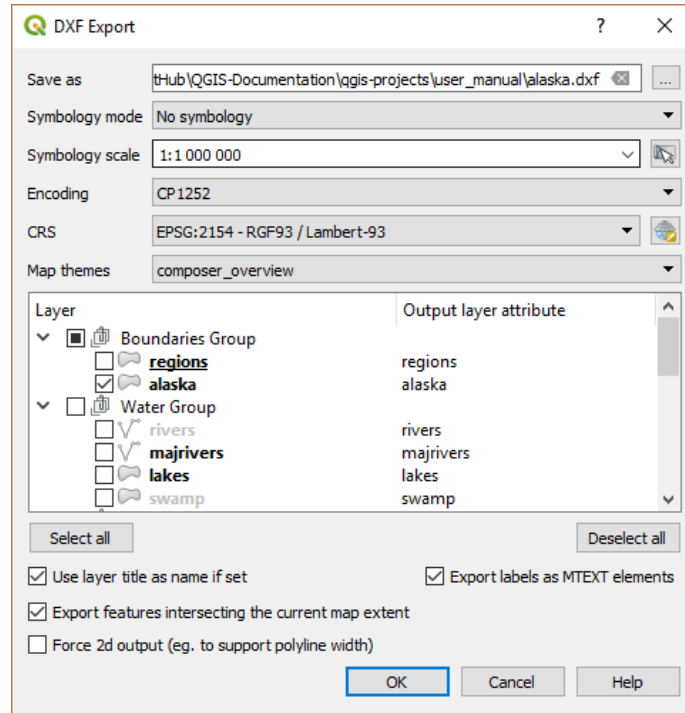 DXF Export ?
Save as tHub\QGIS-Documentation\qgis-projects\user_manual\alaska.dxf ...
Symbology mode No symbology
Symbology scale 1:1 000 000
Encoding CP1252
CRS EPSG:2154 - RGF93 / Lambert-93
Map themes composer_overview
Layer Output layer attribute
Boundaries Group
regions regions
alaska alaska
Water Group
rivers rivers
majrivers majrivers
lakes lakes
swamp swamp
Select all Deselect all
Use layer title as name if set Export labels as MTEXT elements
Export features intersecting the current map extent
Force 2d output (eg. to support polyline width)
OK Cancel Help